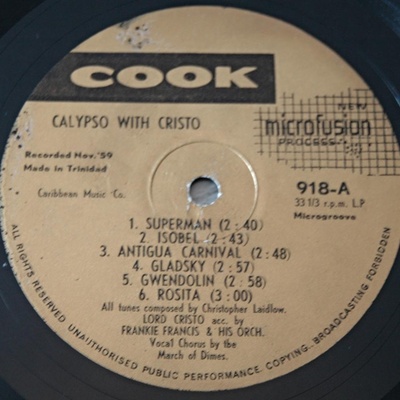 COOK
CALYPSO WITH CRISTO
NEW
microfusion
PROCESS
Recorded Nov. '59
Made in Trinidad
Caribbean Music Co.
918-A
33 1/3 r.p.m. LP
Microgroove
1. SUPERMAN (2:40)
2. ISOBEL (2:43)
3. ANTIGUA CARNIVAL (2:48)
4. GLADSKY (2:57)
5. GWENDOLIN (2:58)
6. ROSITA (3:00)
All tunes composed by Christopher Laidlow.
LORD CRISTO acc. by
FRANKIE FRANCIS & HIS ORCH.
Vocal Chorus by the
March of Dimes.
ALL RIGHTS RESERVED UNAUTHORISED PUBLIC PERFORMANCE, COPYING, BROADCASTING FORBIDDEN